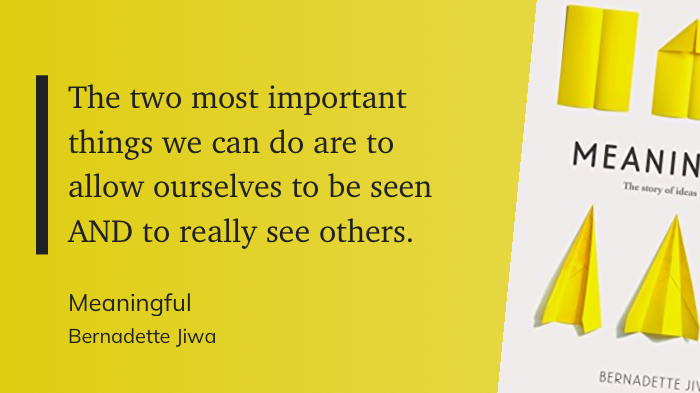 The two most important
things we can do are to
allow ourselves to be seen
AND to really see others.
Meaningful
Bernadette Jiwa
MEANIN
The story of ideas
BERNADETTE JIV